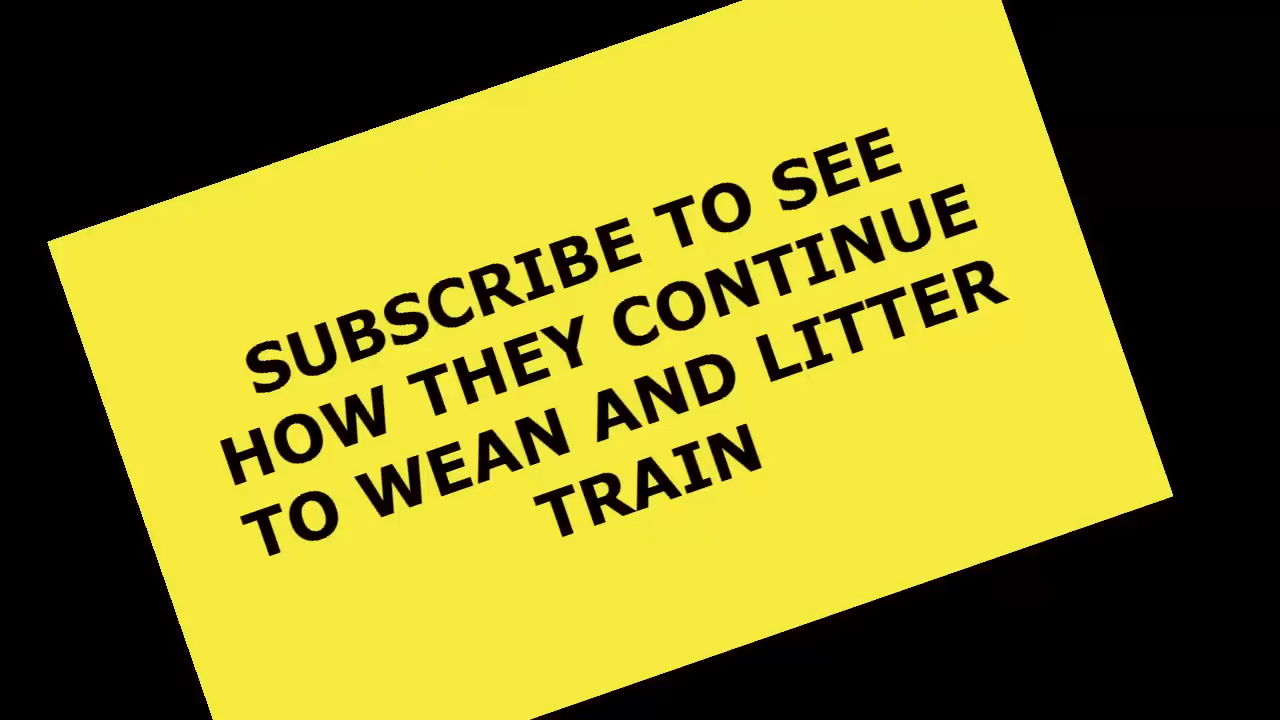 SUBSCRIBE TO SEE
HOW THEY CONTINUE
TO WEAN AND LITTER
TRAIN